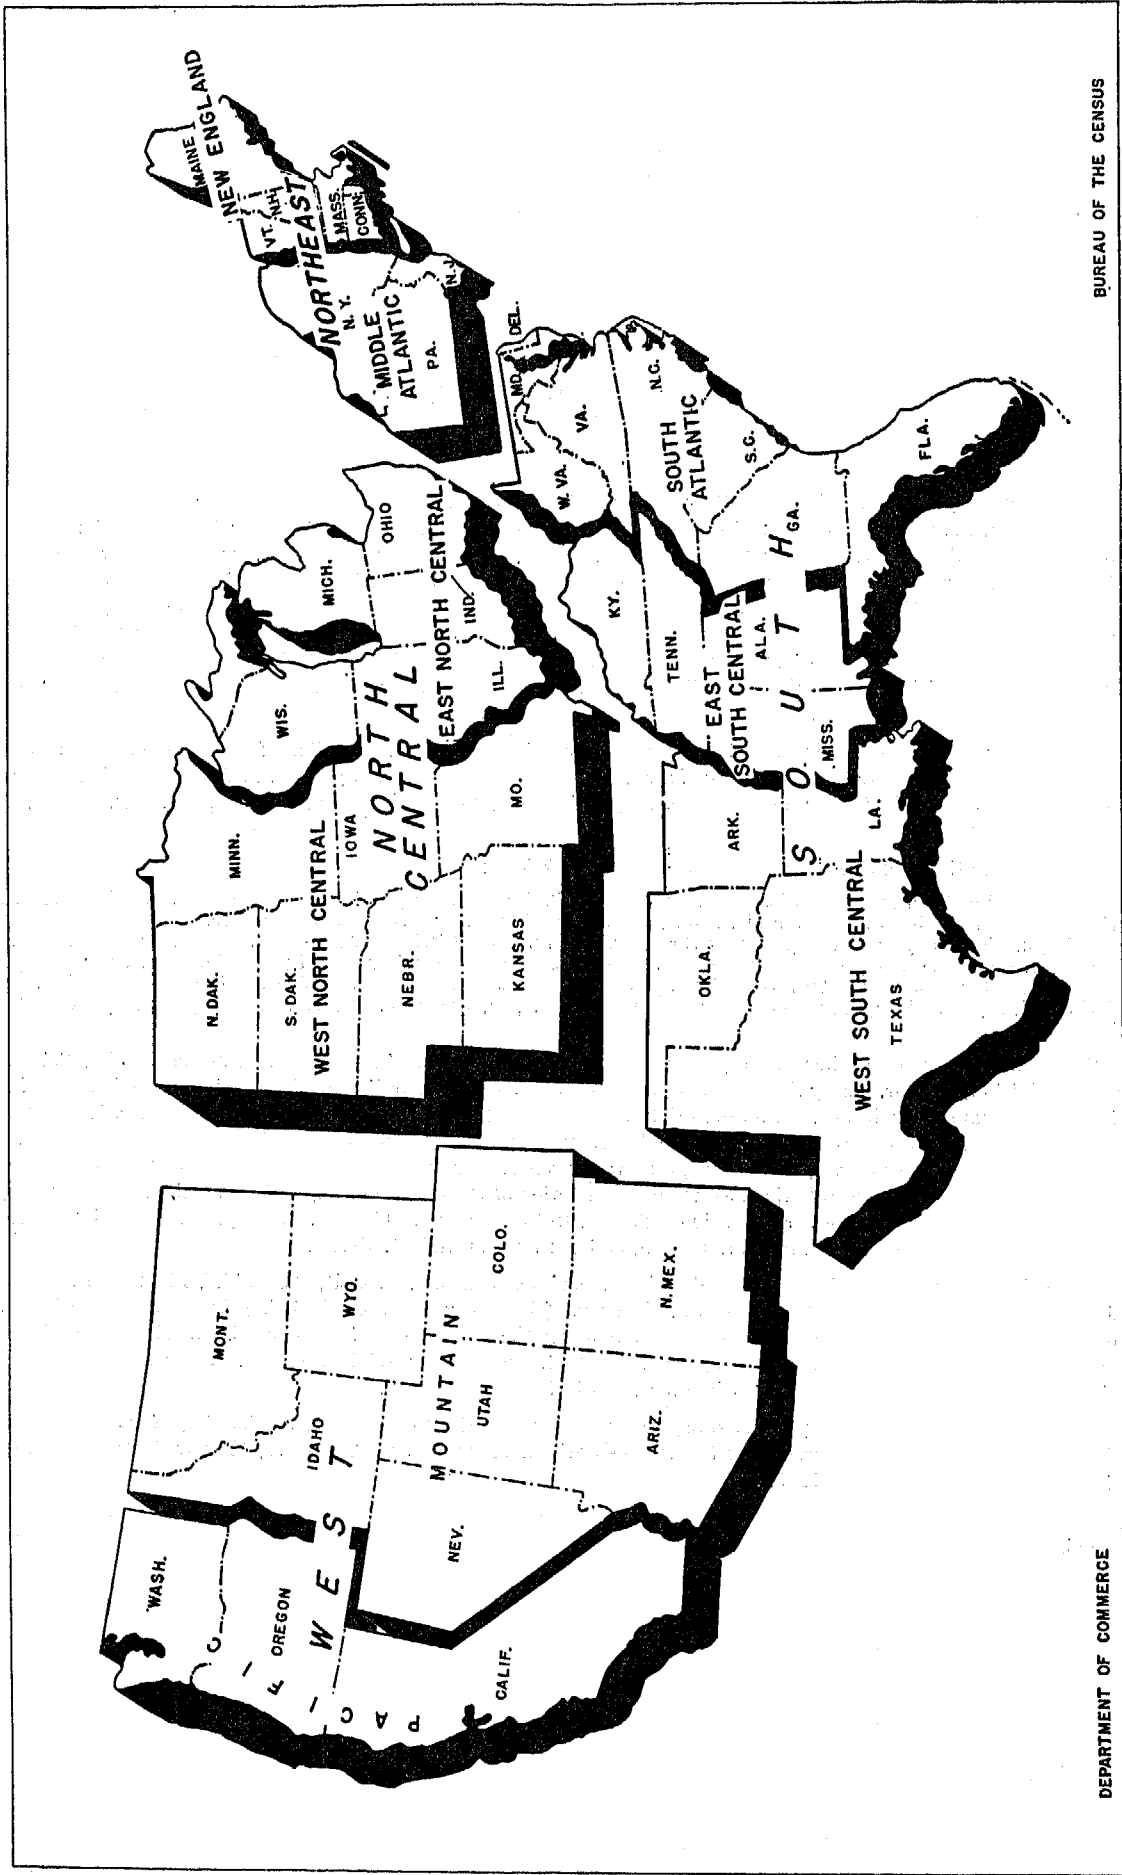 WEST
PACIFIC
WASH.
OREGON
CALIF.
MOUNTAIN
MONT.
IDAHO
WYO.
NEV.
UTAH
COLO.
ARIZ.
N. MEX.
NORTH
CENTRAL
WEST NORTH CENTRAL
N. DAK.
S. DAK.
NEBR.
KANSAS
MINN.
IOWA
MO.
EAST NORTH CENTRAL
WIS.
MICH.
ILL.
IND.
OHIO
NORTHEAST
NEW ENGLAND
MAINE
VT.
N.H.
MASS.
CONN.
MIDDLE
ATLANTIC
N.Y.
PA.
N.J.
SOUTH
WEST SOUTH CENTRAL
OKLA.
ARK.
TEXAS
LA.
EAST
SOUTH CENTRAL
KY.
TENN.
MISS.
ALA.
SOUTH
ATLANTIC
DEL.
MD.
W. VA.
VA.
N.C.
S.C.
GA.
FLA.
DEPARTMENT OF COMMERCE
BUREAU OF THE CENSUS